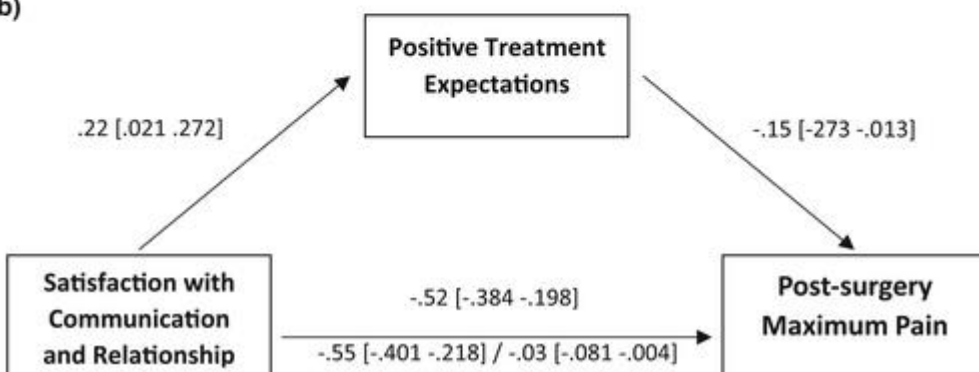 b)
Positive Treatment
Expectations
.22 [.021 .272]
-.15 [-273 -.013]
Satisfaction with
Communication
and Relationship
-.52 [-.384 -.198]
-.55 [-.401 -.218] / -.03 [-.081 -.004]
Post-surgery
Maximum Pain